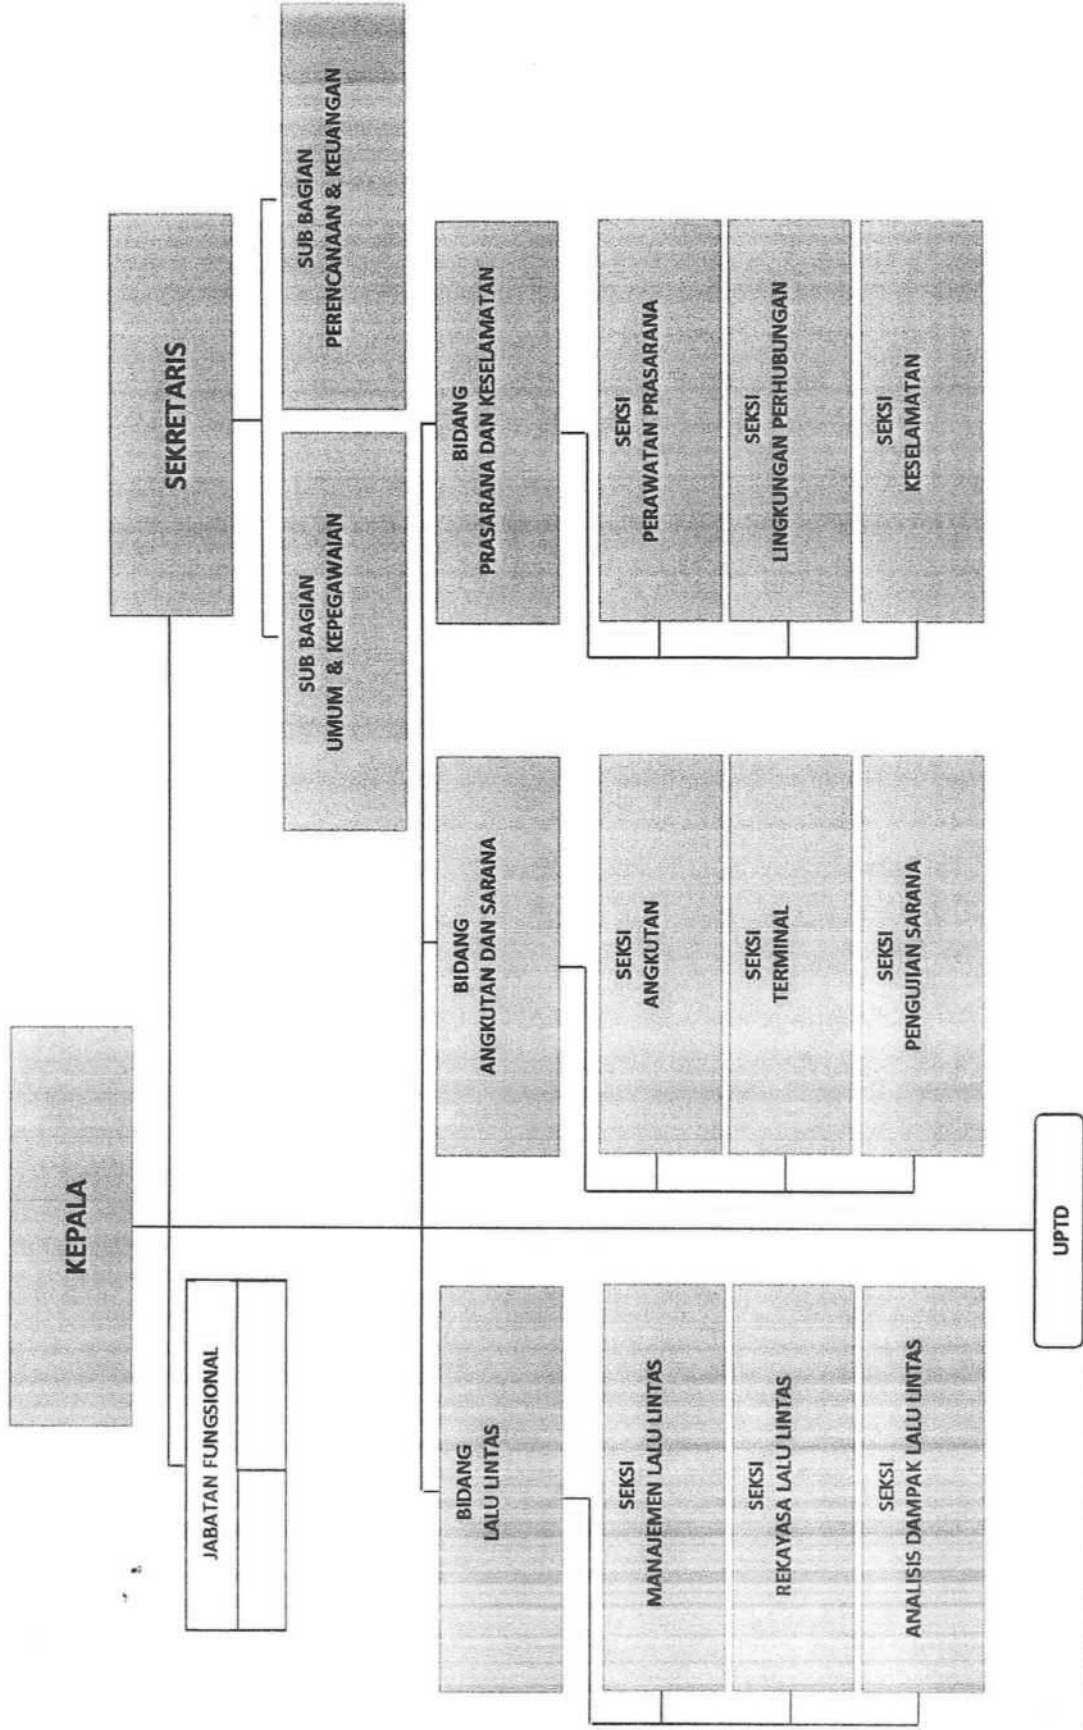 KEPALA
JABATAN FUNGSIONAL
SEKRETARIS
SUB BAGIAN
UMUM & KEPEGAWAIAN
SUB BAGIAN
PERENCANAAN & KEUANGAN
BIDANG
LALU LINTAS
SEKSI
MANAJEMEN LALU LINTAS
SEKSI
REKAYASA LALU LINTAS
SEKSI
ANALISIS DAMPAK LALU LINTAS
BIDANG
ANGKUTAN DAN SARANA
SEKSI
ANGKUTAN
SEKSI
TERMINAL
SEKSI
PENGUJIAN SARANA
BIDANG
PRASARANA DAN KESELAMATAN
SEKSI
PERAWATAN PRASARANA
SEKSI
LINGKUNGAN PERHUBUNGAN
SEKSI
KESELAMATAN
UPTD